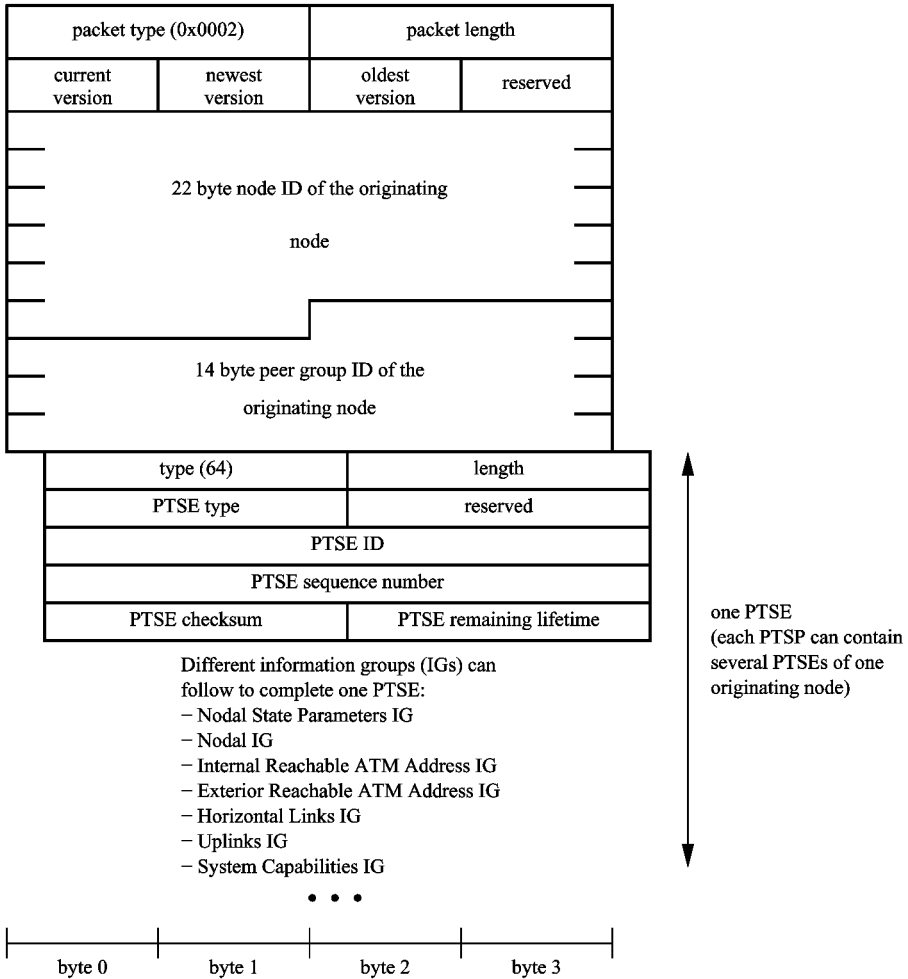 packet type (0x0002)
packet length
current
version
newest
version
oldest
version
reserved
22 byte node ID of the originating
node
14 byte peer group ID of the
originating node
type (64)
length
PTSE type
reserved
PTSE ID
PTSE sequence number
PTSE checksum
PTSE remaining lifetime
one PTSE
(each PTSP can contain
several PTSEs of one
originating node)
Different information groups (IGs) can
follow to complete one PTSE:
− Nodal State Parameters IG
− Nodal IG
− Internal Reachable ATM Address IG
− Exterior Reachable ATM Address IG
− Horizontal Links IG
− Uplinks IG
− System Capabilities IG
• • •
byte 0
byte 1
byte 2
byte 3